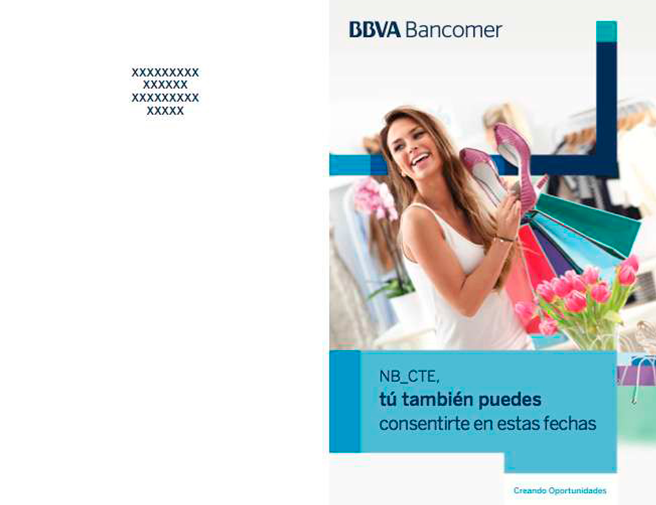 XXXXXXXXX
XXXXXX
XXXXXXXXX
XXXXX
BBVA Bancomer
NB_CTE,
tú también puedes
consentirte en estas fechas
Creando Oportunidades